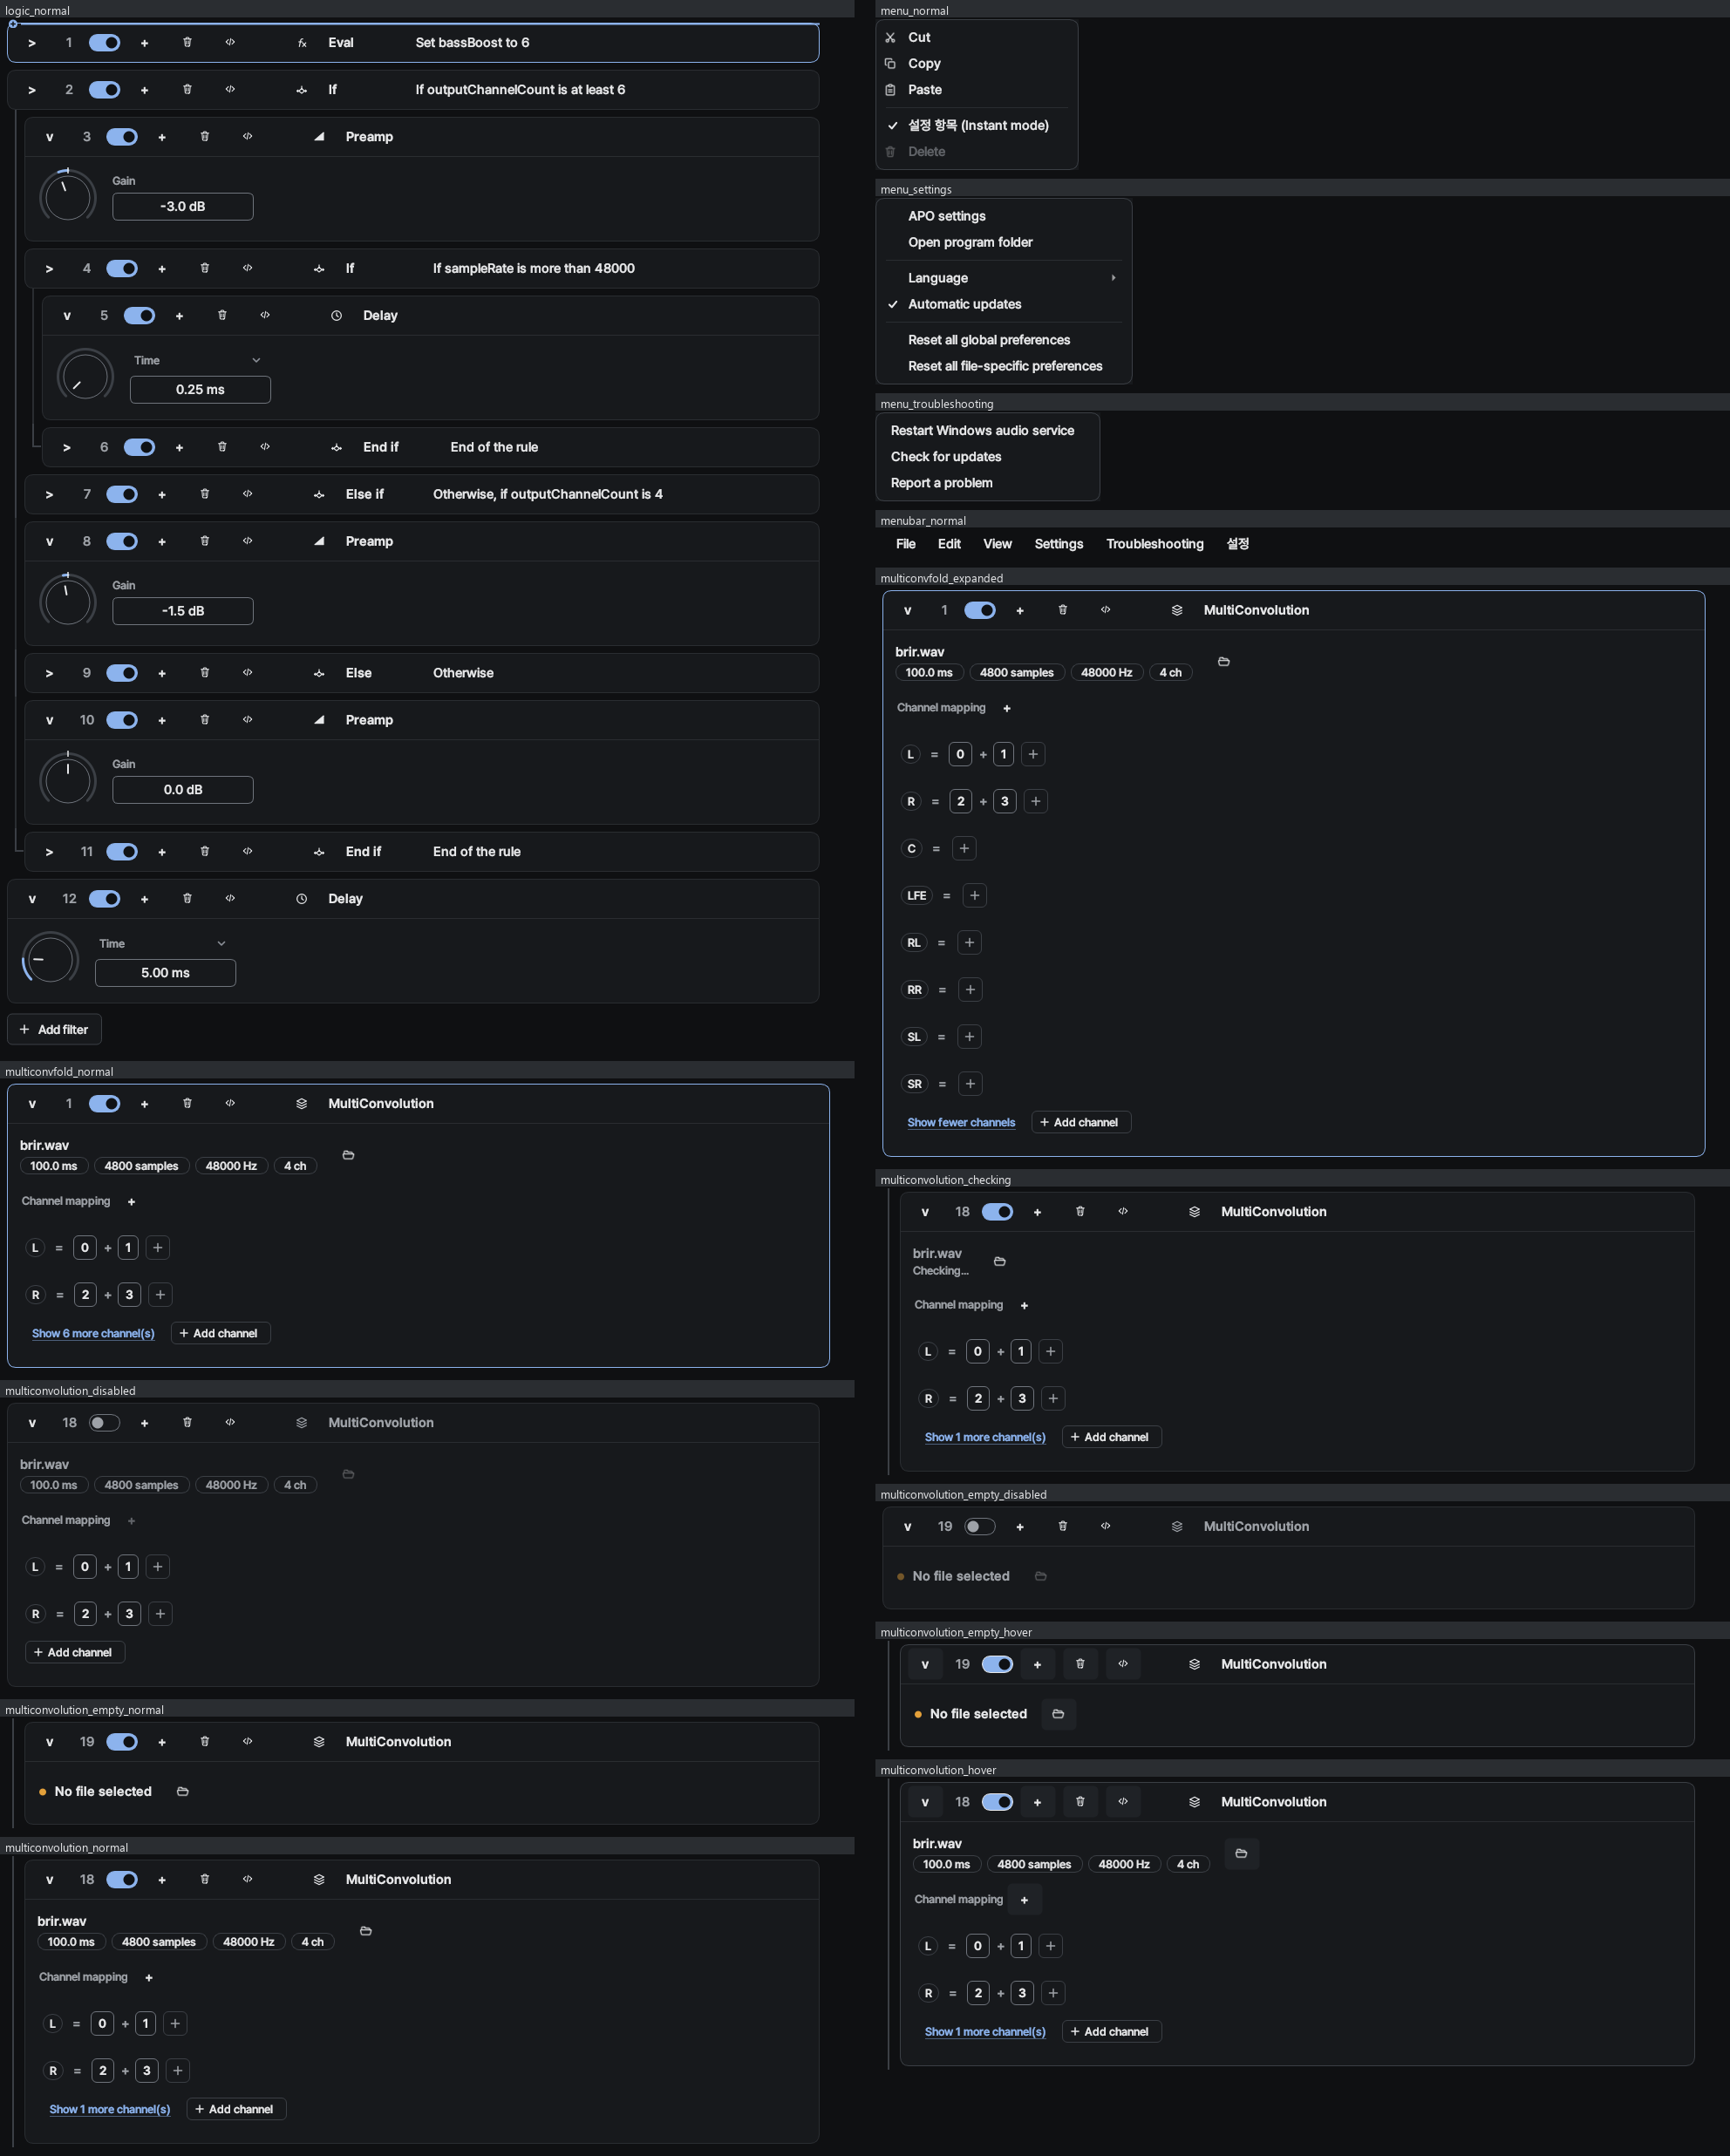 logic_normal
> 1 + </> fx Eval Set bassBoost to 6
> 2 + </> If If outputChannelCount is at least 6
v 3 + </> Preamp
Gain
-3.0 dB
> 4 + </> If If sampleRate is more than 48000
v 5 + </> Delay
Time
0.25 ms
> 6 + </> End if End of the rule
> 7 + </> Else if Otherwise, if outputChannelCount is 4
v 8 + </> Preamp
Gain
-1.5 dB
> 9 + </> Else Otherwise
v 10 + </> Preamp
Gain
0.0 dB
> 11 + </> End if End of the rule
v 12 + </> Delay
Time
5.00 ms
+ Add filter
multiconvfold_normal
v 1 + </> MultiConvolution
brir.wav
100.0 ms 4800 samples 48000 Hz 4 ch
Channel mapping +
L = 0 + 1 +
R = 2 + 3 +
Show 6 more channel(s) + Add channel
multiconvolution_disabled
v 18 + </> MultiConvolution
brir.wav
100.0 ms 4800 samples 48000 Hz 4 ch
Channel mapping +
L = 0 + 1 +
R = 2 + 3 +
+ Add channel
multiconvolution_empty_normal
v 19 + </> MultiConvolution
No file selected
multiconvolution_normal
v 18 + </> MultiConvolution
brir.wav
100.0 ms 4800 samples 48000 Hz 4 ch
Channel mapping +
L = 0 + 1 +
R = 2 + 3 +
Show 1 more channel(s) + Add channel
menu_normal
Cut
Copy
Paste
설정 항목 (Instant mode)
Delete
menu_settings
APO settings
Open program folder
Language
Automatic updates
Reset all global preferences
Reset all file-specific preferences
menu_troubleshooting
Restart Windows audio service
Check for updates
Report a problem
menubar_normal
File Edit View Settings Troubleshooting 설정
multiconvfold_expanded
v 1 + </> MultiConvolution
brir.wav
100.0 ms 4800 samples 48000 Hz 4 ch
Channel mapping +
L = 0 + 1 +
R = 2 + 3 +
C = +
LFE = +
RL = +
RR = +
SL = +
SR = +
Show fewer channels + Add channel
multiconvolution_checking
v 18 + </> MultiConvolution
brir.wav
Checking...
Channel mapping +
L = 0 + 1 +
R = 2 + 3 +
Show 1 more channel(s) + Add channel
multiconvolution_empty_disabled
v 19 + </> MultiConvolution
No file selected
multiconvolution_empty_hover
v 19 + </> MultiConvolution
No file selected
multiconvolution_hover
v 18 + </> MultiConvolution
brir.wav
100.0 ms 4800 samples 48000 Hz 4 ch
Channel mapping +
L = 0 + 1 +
R = 2 + 3 +
Show 1 more channel(s) + Add channel